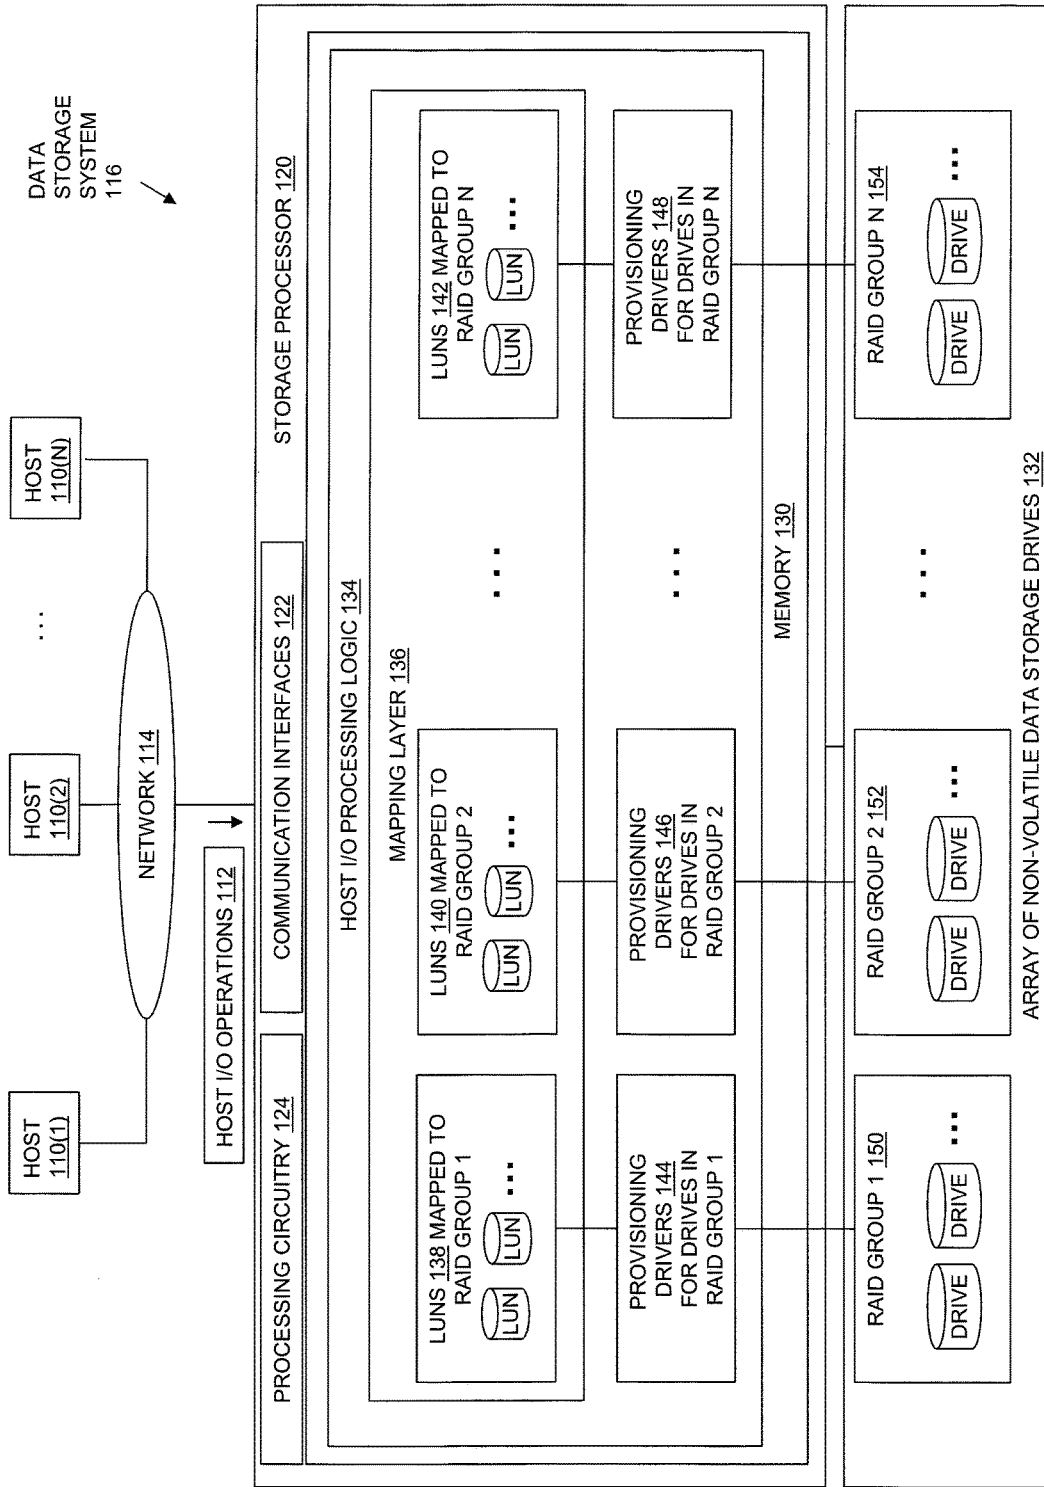 DATA
STORAGE
SYSTEM
116
HOST
110(1)
HOST
110(2)
...
HOST
110(N)
NETWORK 114
HOST I/O OPERATIONS 112
PROCESSING CIRCUITRY 124
COMMUNICATION INTERFACES 122
STORAGE PROCESSOR 120
HOST I/O PROCESSING LOGIC 134
MAPPING LAYER 136
LUNS 138 MAPPED TO
RAID GROUP 1
LUN
LUN
...
LUNS 140 MAPPED TO
RAID GROUP 2
LUN
LUN
...
...
LUNS 142 MAPPED TO
RAID GROUP N
LUN
LUN
...
PROVISIONING
DRIVERS 144
FOR DRIVES IN
RAID GROUP 1
PROVISIONING
DRIVERS 146
FOR DRIVES IN
RAID GROUP 2
...
PROVISIONING
DRIVERS 148
FOR DRIVES IN
RAID GROUP N
MEMORY 130
RAID GROUP 1 150
DRIVE
DRIVE
...
RAID GROUP 2 152
DRIVE
DRIVE
...
...
RAID GROUP N 154
DRIVE
DRIVE
...
ARRAY OF NON-VOLATILE DATA STORAGE DRIVES 132